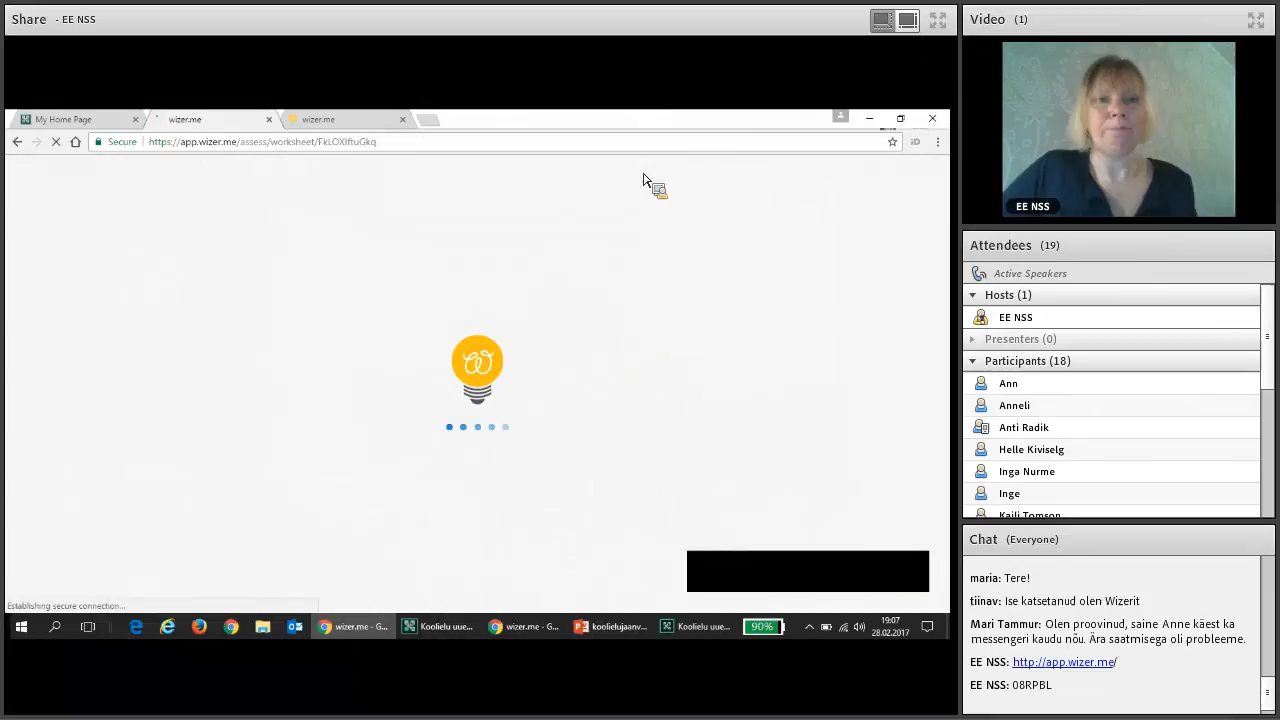 Share - EE NSS
Video (1)
My Home Page
wizer.me
wizer.me
Secure
https://app.wizer.me/assess/worksheet/FkLOXIftuGkq
iD
EE NSS
Attendees (19)
Active Speakers
Hosts (1)
EE NSS
Presenters (0)
Participants (18)
Ann
Anneli
Anti Radik
Helle Kiviselg
Inga Nurme
Inge
Kaili Tomson
Chat (Everyone)
maria: Tere!
tiinav: Ise katsetanud olen Wizerit
Mari Tammur: Olen proovinud, saine Anne käest ka
messengeri kaudu nõu. Ära saatmisega oli probleeme.
EE NSS: http://app.wizer.me/
EE NSS: 08RPBL
Establishing secure connection...
wizer.me - G...
Koolielu uue...
wizer.me - G...
koolielujaanv...
Koolielu uue...
90%
19:07
28.02.2017